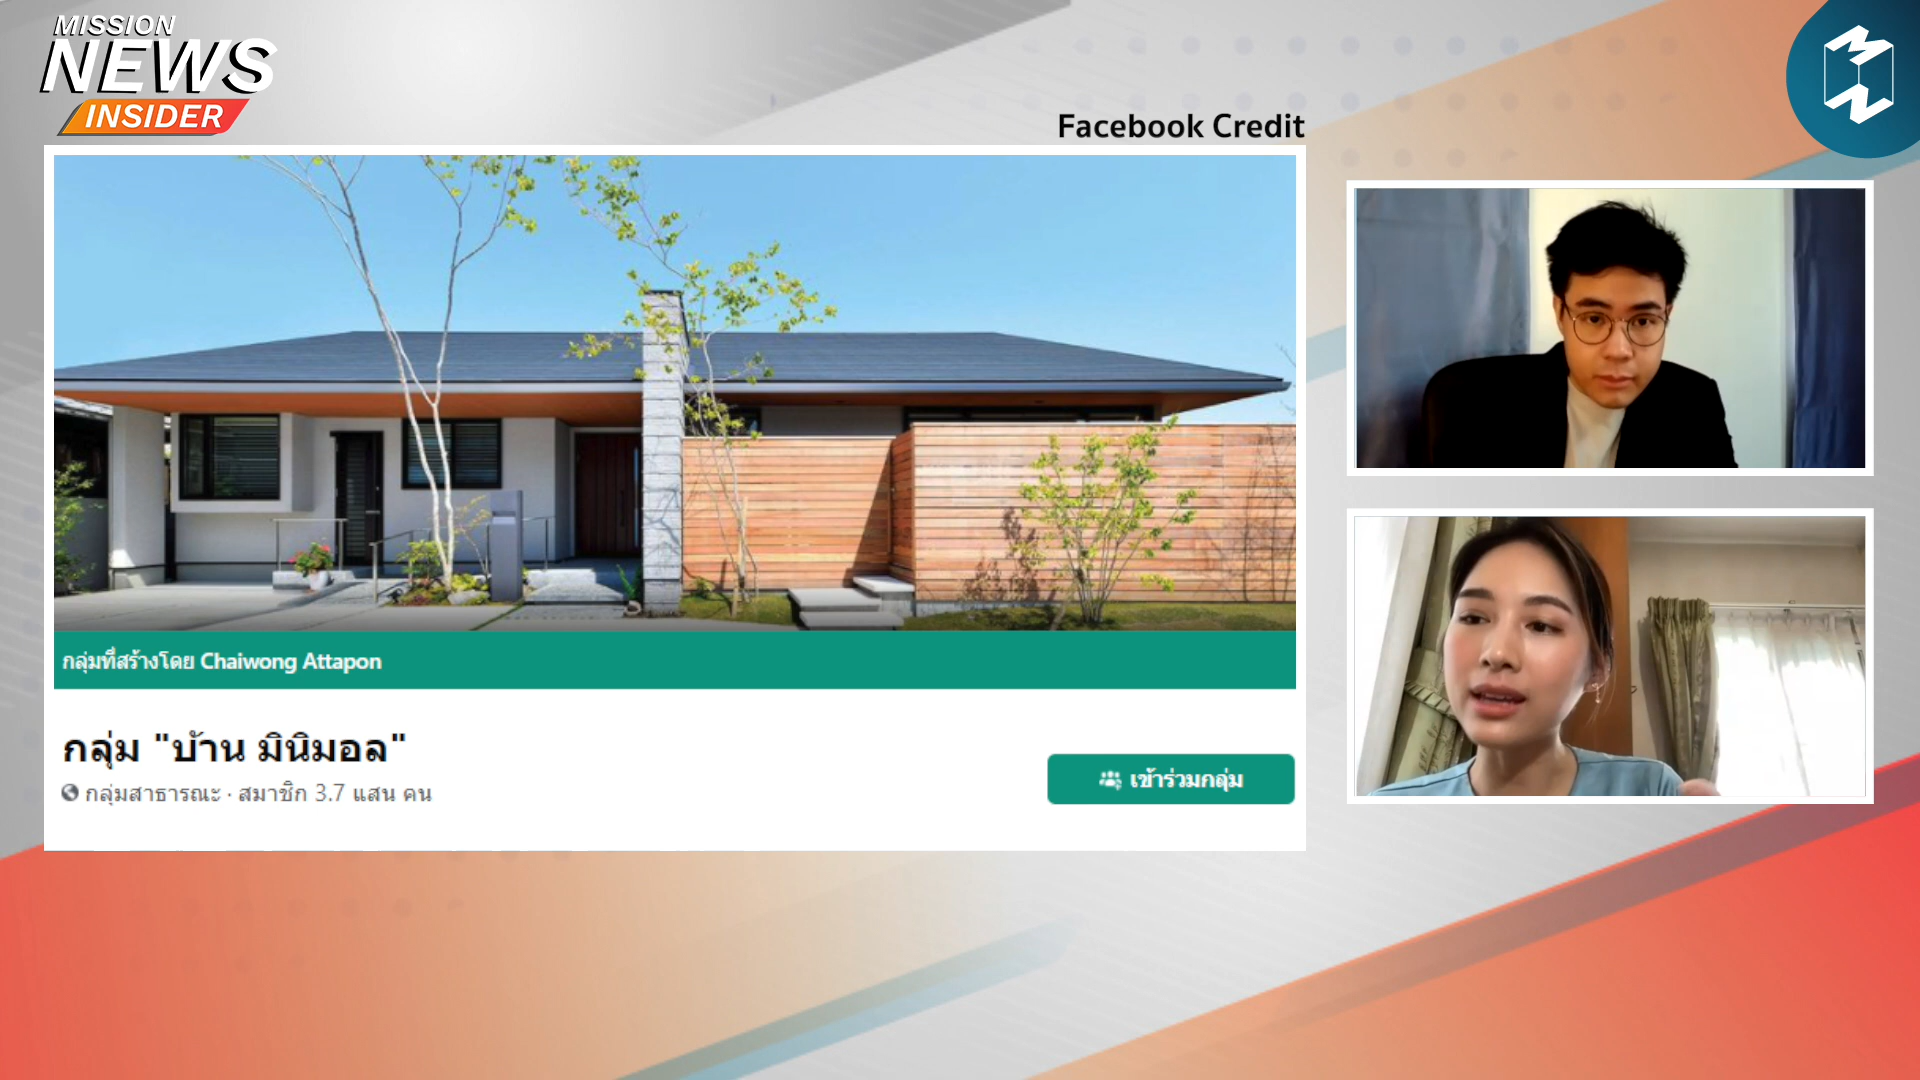 MISSION
NEWS
INSIDER
Facebook Credit
กลุ่มที่สร้างโดย Chaiwong Attapon
กลุ่ม "บ้าน มินิมอล"
กลุ่มสาธารณะ · สมาชิก 3.7 แสน คน
เข้าร่วมกลุ่ม